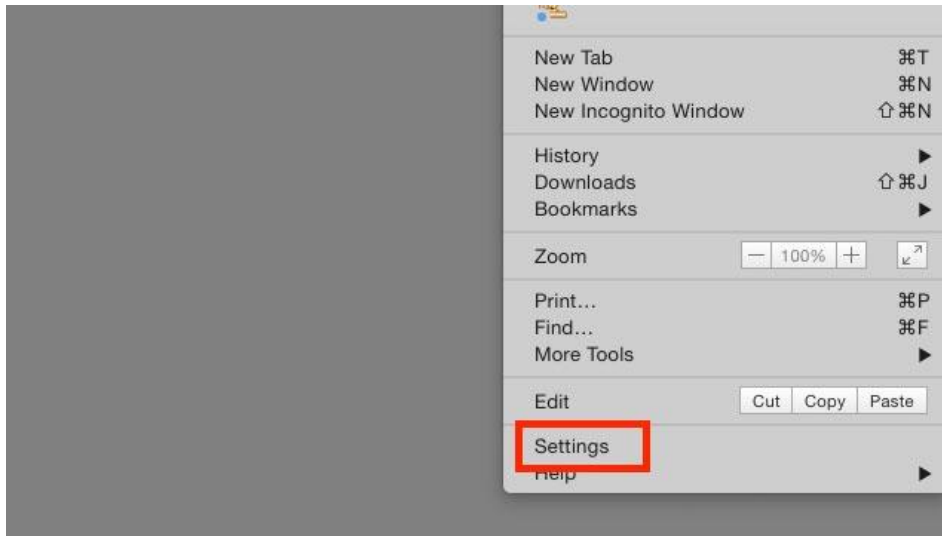 New Tab ⌘T
New Window ⌘N
New Incognito Window ⇧⌘N
History ▶
Downloads ⇧⌘J
Bookmarks ▶
Zoom — 100% +
Print... ⌘P
Find... ⌘F
More Tools ▶
Edit Cut Copy Paste
Settings
Help ▶